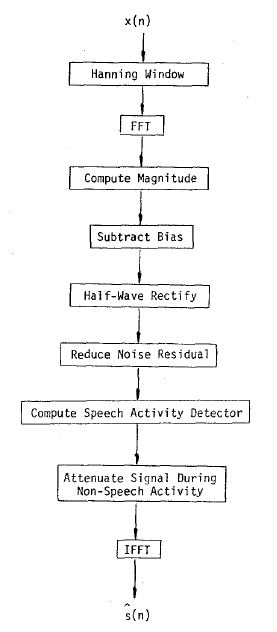 x(n)
Hanning Window
FFT
Compute Magnitude
Subtract Bias
Half-Wave Rectify
Reduce Noise Residual
Compute Speech Activity Detector
Attenuate Signal During
Non-Speech Activity
IFFT
ŝ(n)